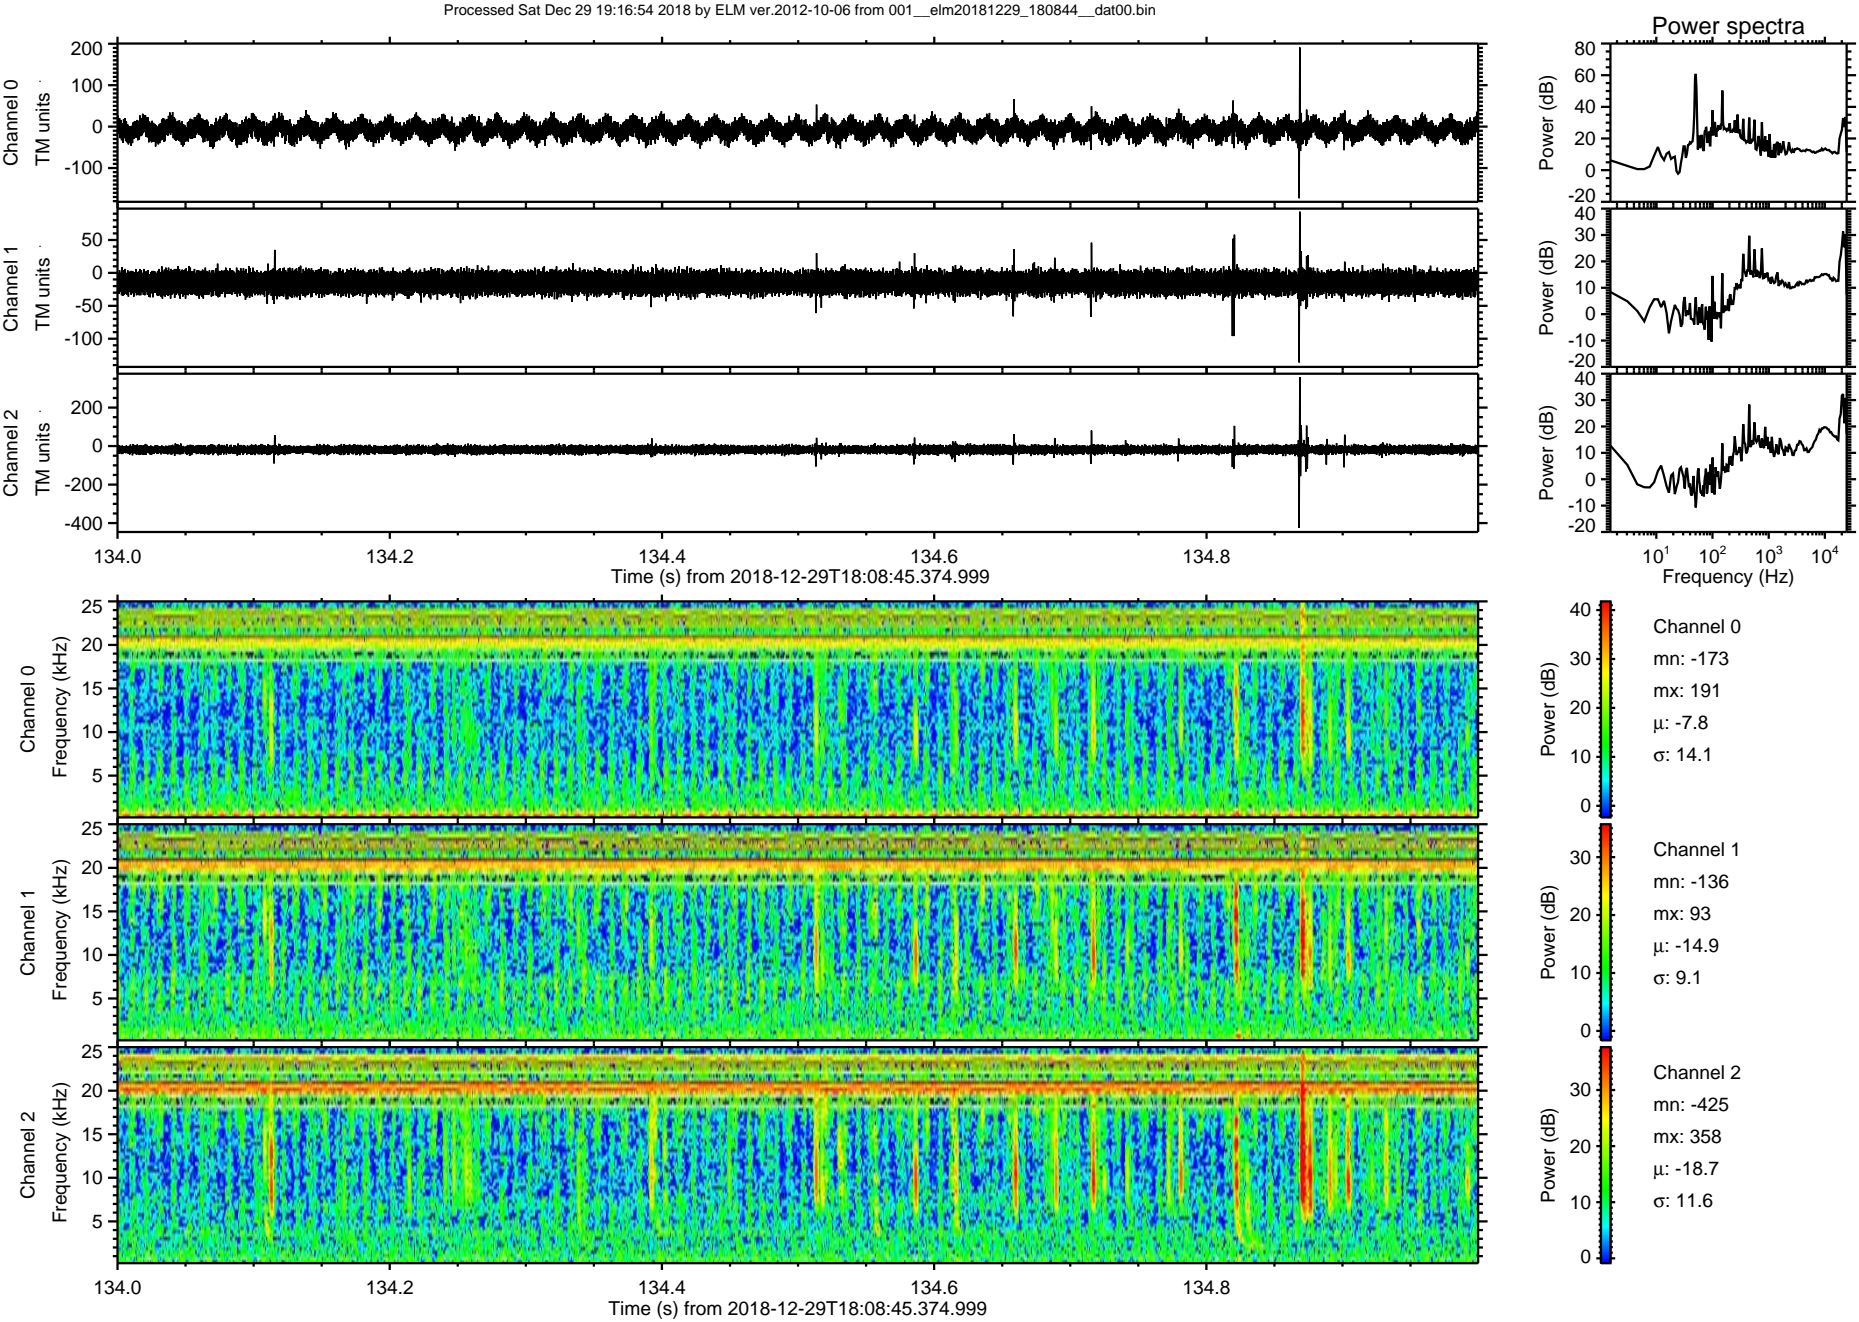 Processed Sat Dec 29 19:16:54 2018 by ELM ver.2012-10-06 from 001__elm20181229_180844__dat00.bin
Power spectra
Channel 0
TM units
200
100
0
-100
Power (dB)
80
60
40
20
0
-20
Channel 1
TM units
50
0
-50
-100
Power (dB)
40
30
20
10
0
-10
-20
Channel 2
TM units
200
0
-200
-400
Power (dB)
40
30
20
10
0
-10
-20
134.0 134.2 134.4 134.6 134.8
Time (s) from 2018-12-29T18:08:45.374.999
10¹ 10² 10³ 10⁴
Frequency (Hz)
Channel 0
Frequency (kHz)
25
20
15
10
5
Power (dB)
40
30
20
10
0
Channel 0
mn: -173
mx: 191
µ: -7.8
σ: 14.1
Channel 1
Frequency (kHz)
25
20
15
10
5
Power (dB)
30
20
10
0
Channel 1
mn: -136
mx: 93
µ: -14.9
σ: 9.1
Channel 2
Frequency (kHz)
25
20
15
10
5
Power (dB)
30
20
10
0
Channel 2
mn: -425
mx: 358
µ: -18.7
σ: 11.6
134.0 134.2 134.4 134.6 134.8
Time (s) from 2018-12-29T18:08:45.374.999